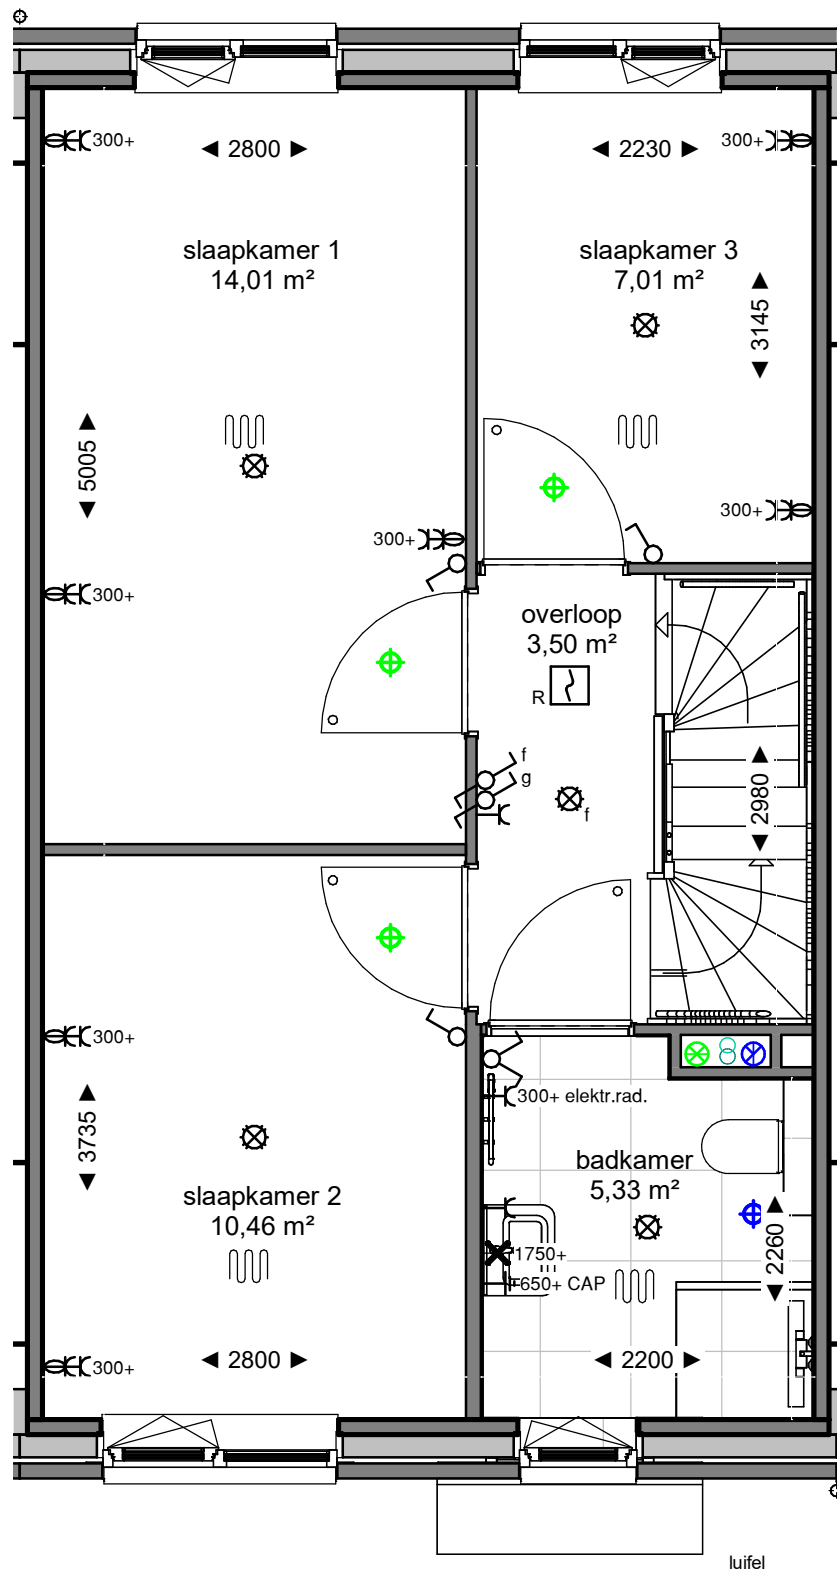 300+
2800
2230
300+
slaapkamer 1
14,01 m²
slaapkamer 3
7,01 m²
3145
5005
300+
300+
300+
overloop
3,50 m²
R
f
g
f
2980
300+
300+ elektr.rad.
3735
badkamer
5,33 m²
slaapkamer 2
10,46 m²
1750+
650+ CAP
2260
300+
2800
2200
luifel